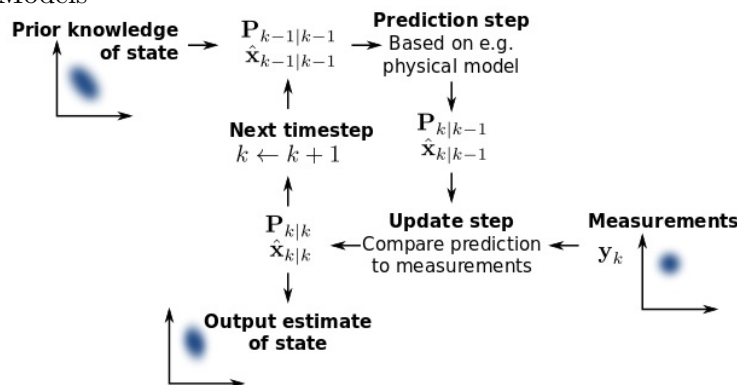 Models
Prior knowledge
of state
P_{k-1|k-1}
x̂_{k-1|k-1}
Prediction step
Based on e.g.
physical model
P_{k|k-1}
x̂_{k|k-1}
Next timestep
k ← k + 1
P_{k|k}
x̂_{k|k}
Update step
Compare prediction
to measurements
Measurements
y_k
Output estimate
of state